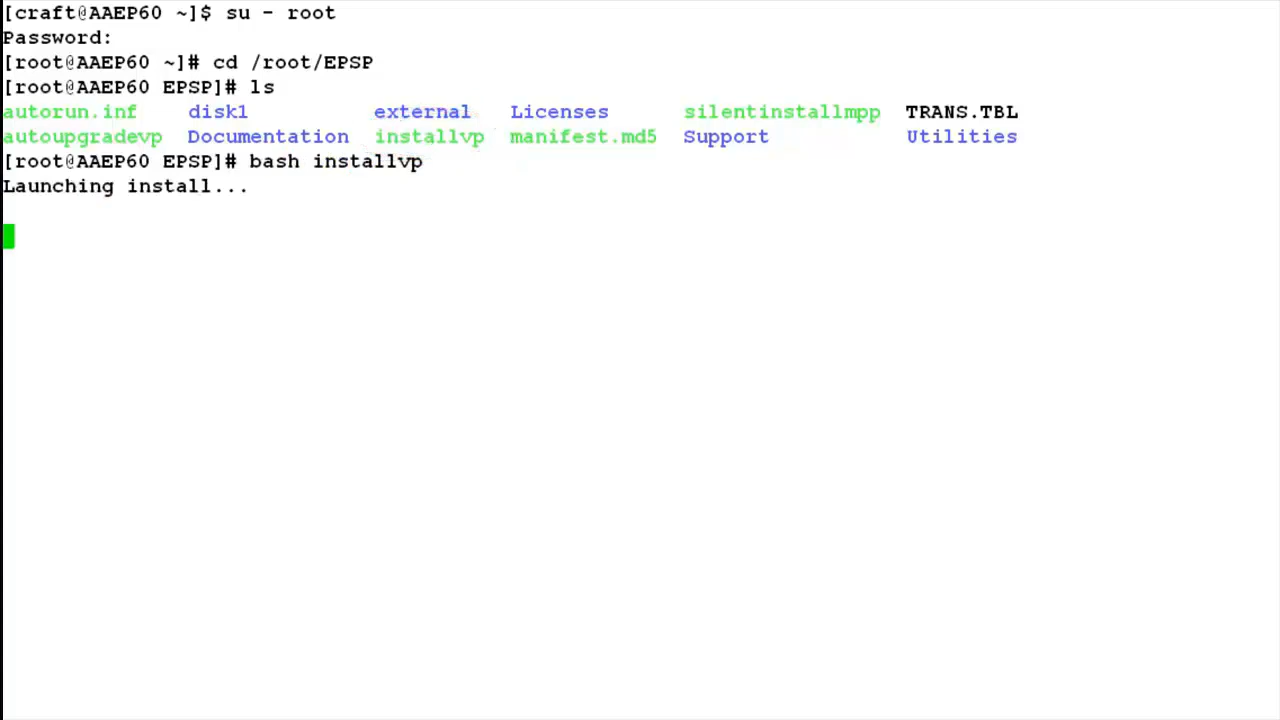 [craft@AAEP60 ~]$ su - root
Password:
[root@AAEP60 ~]# cd /root/EPSP
[root@AAEP60 EPSP]# ls
autorun.inf disk1 external Licenses silentinstallmpp TRANS.TBL
autoupgradevp Documentation installvp manifest.md5 Support Utilities
[root@AAEP60 EPSP]# bash installvp
Launching install...